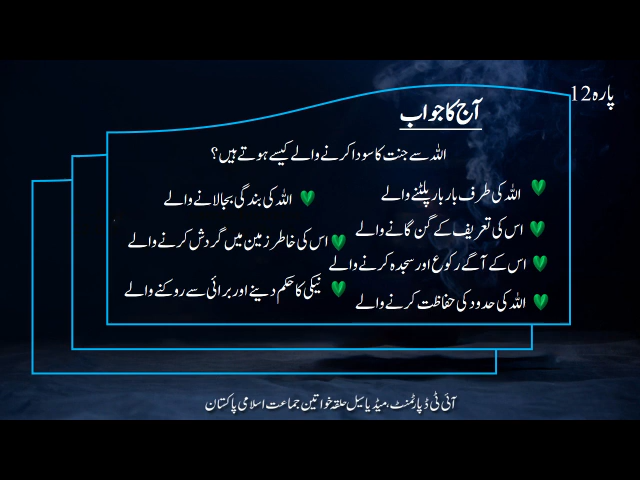 پارہ 12
آج کا جواب
اللہ سے جنت کا سودا کرنے والے کیسے ہوتے ہیں؟
اللہ کی طرف بار بار پلٹنے والے
اللہ کی بندگی بجالانے والے
اس کی تعریف کے گن گانے والے
اس کی خاطر زمین میں گردش کرنے والے
اس کے آگے رکوع اور سجدہ کرنے والے
نیکی کا حکم دینے اور برائی سے روکنے والے
اللہ کی حدود کی حفاظت کرنے والے
آئی ٹی ڈپارٹمنٹ، میڈیا سیل حلقہ خواتین جماعت اسلامی پاکستان